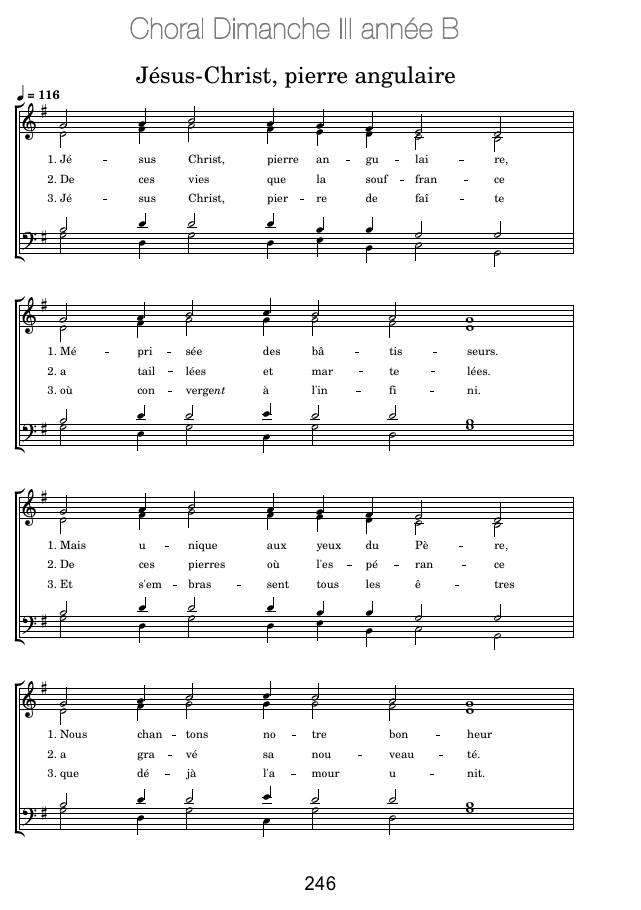 Choral Dimanche III année B
Jésus-Christ, pierre angulaire
= 116
1. Jé - sus Christ, pierre an - gu - lai - re,
2. De ces vies que la souf - fran - ce
3. Jé - sus Christ, pier - re de faî - te
1. Mé - pri - sée des bâ - tis - seurs.
2. a tail - lées et mar - te - lées.
3. où con - vergent à l'in - fi - ni.
1. Mais u - nique aux yeux du Pè - re,
2. De ces pierres où l'es - pé - ran - ce
3. Et s'em - bras - sent tous les ê - tres
1. Nous chan - tons no - tre bon - heur
2. a gra - vé sa nou - veau - té.
3. que dé - jà l'a - mour u - nit.
246